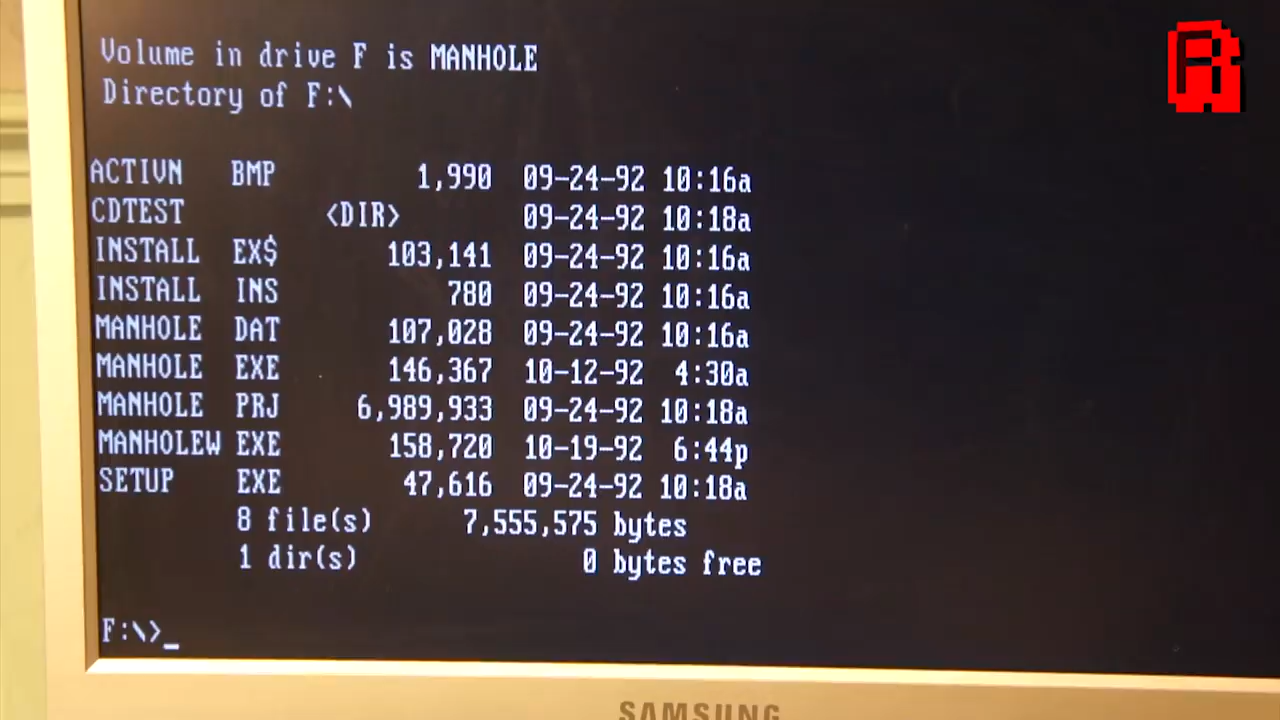 Volume in drive F is MANHOLE
Directory of F:\
ACTIVN BMP 1,990 09-24-92 10:16a
CDTEST <DIR> 09-24-92 10:18a
INSTALL EX$ 103,141 09-24-92 10:16a
INSTALL INS 780 09-24-92 10:16a
MANHOLE DAT 107,028 09-24-92 10:16a
MANHOLE EXE 146,367 10-12-92 4:30a
MANHOLE PRJ 6,989,933 09-24-92 10:18a
MANHOLEW EXE 158,720 10-19-92 6:44p
SETUP EXE 47,616 09-24-92 10:18a
8 file(s) 7,555,575 bytes
1 dir(s) 0 bytes free
F:\>_
SAMSUNG
R